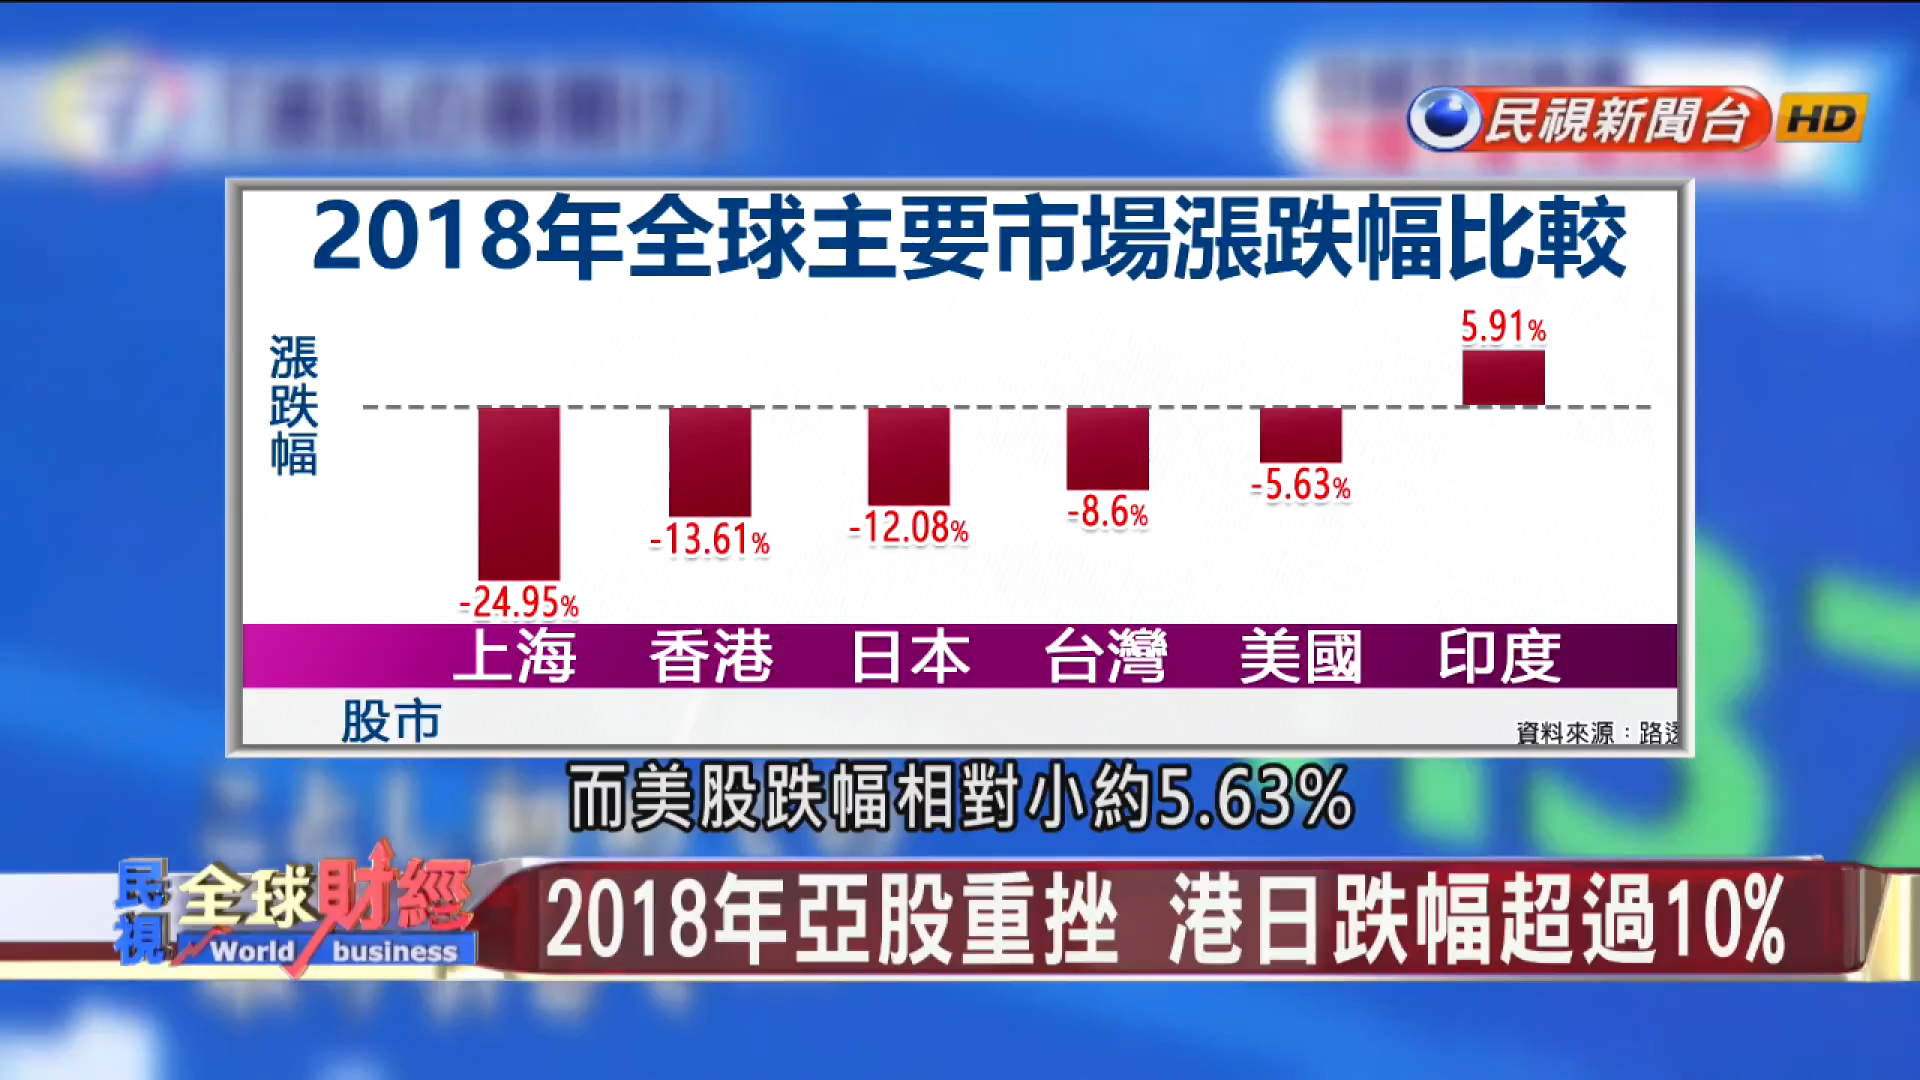 民視新聞台 HD
2018年全球主要市場漲跌幅比較
漲跌幅
5.91%
-5.63%
-8.6%
-12.08%
-13.61%
-24.95%
上海 香港 日本 台灣 美國 印度
股市
資料來源：路透
而美股跌幅相對小約5.63%
民視 全球財經
World business
2018年亞股重挫 港日跌幅超過10%